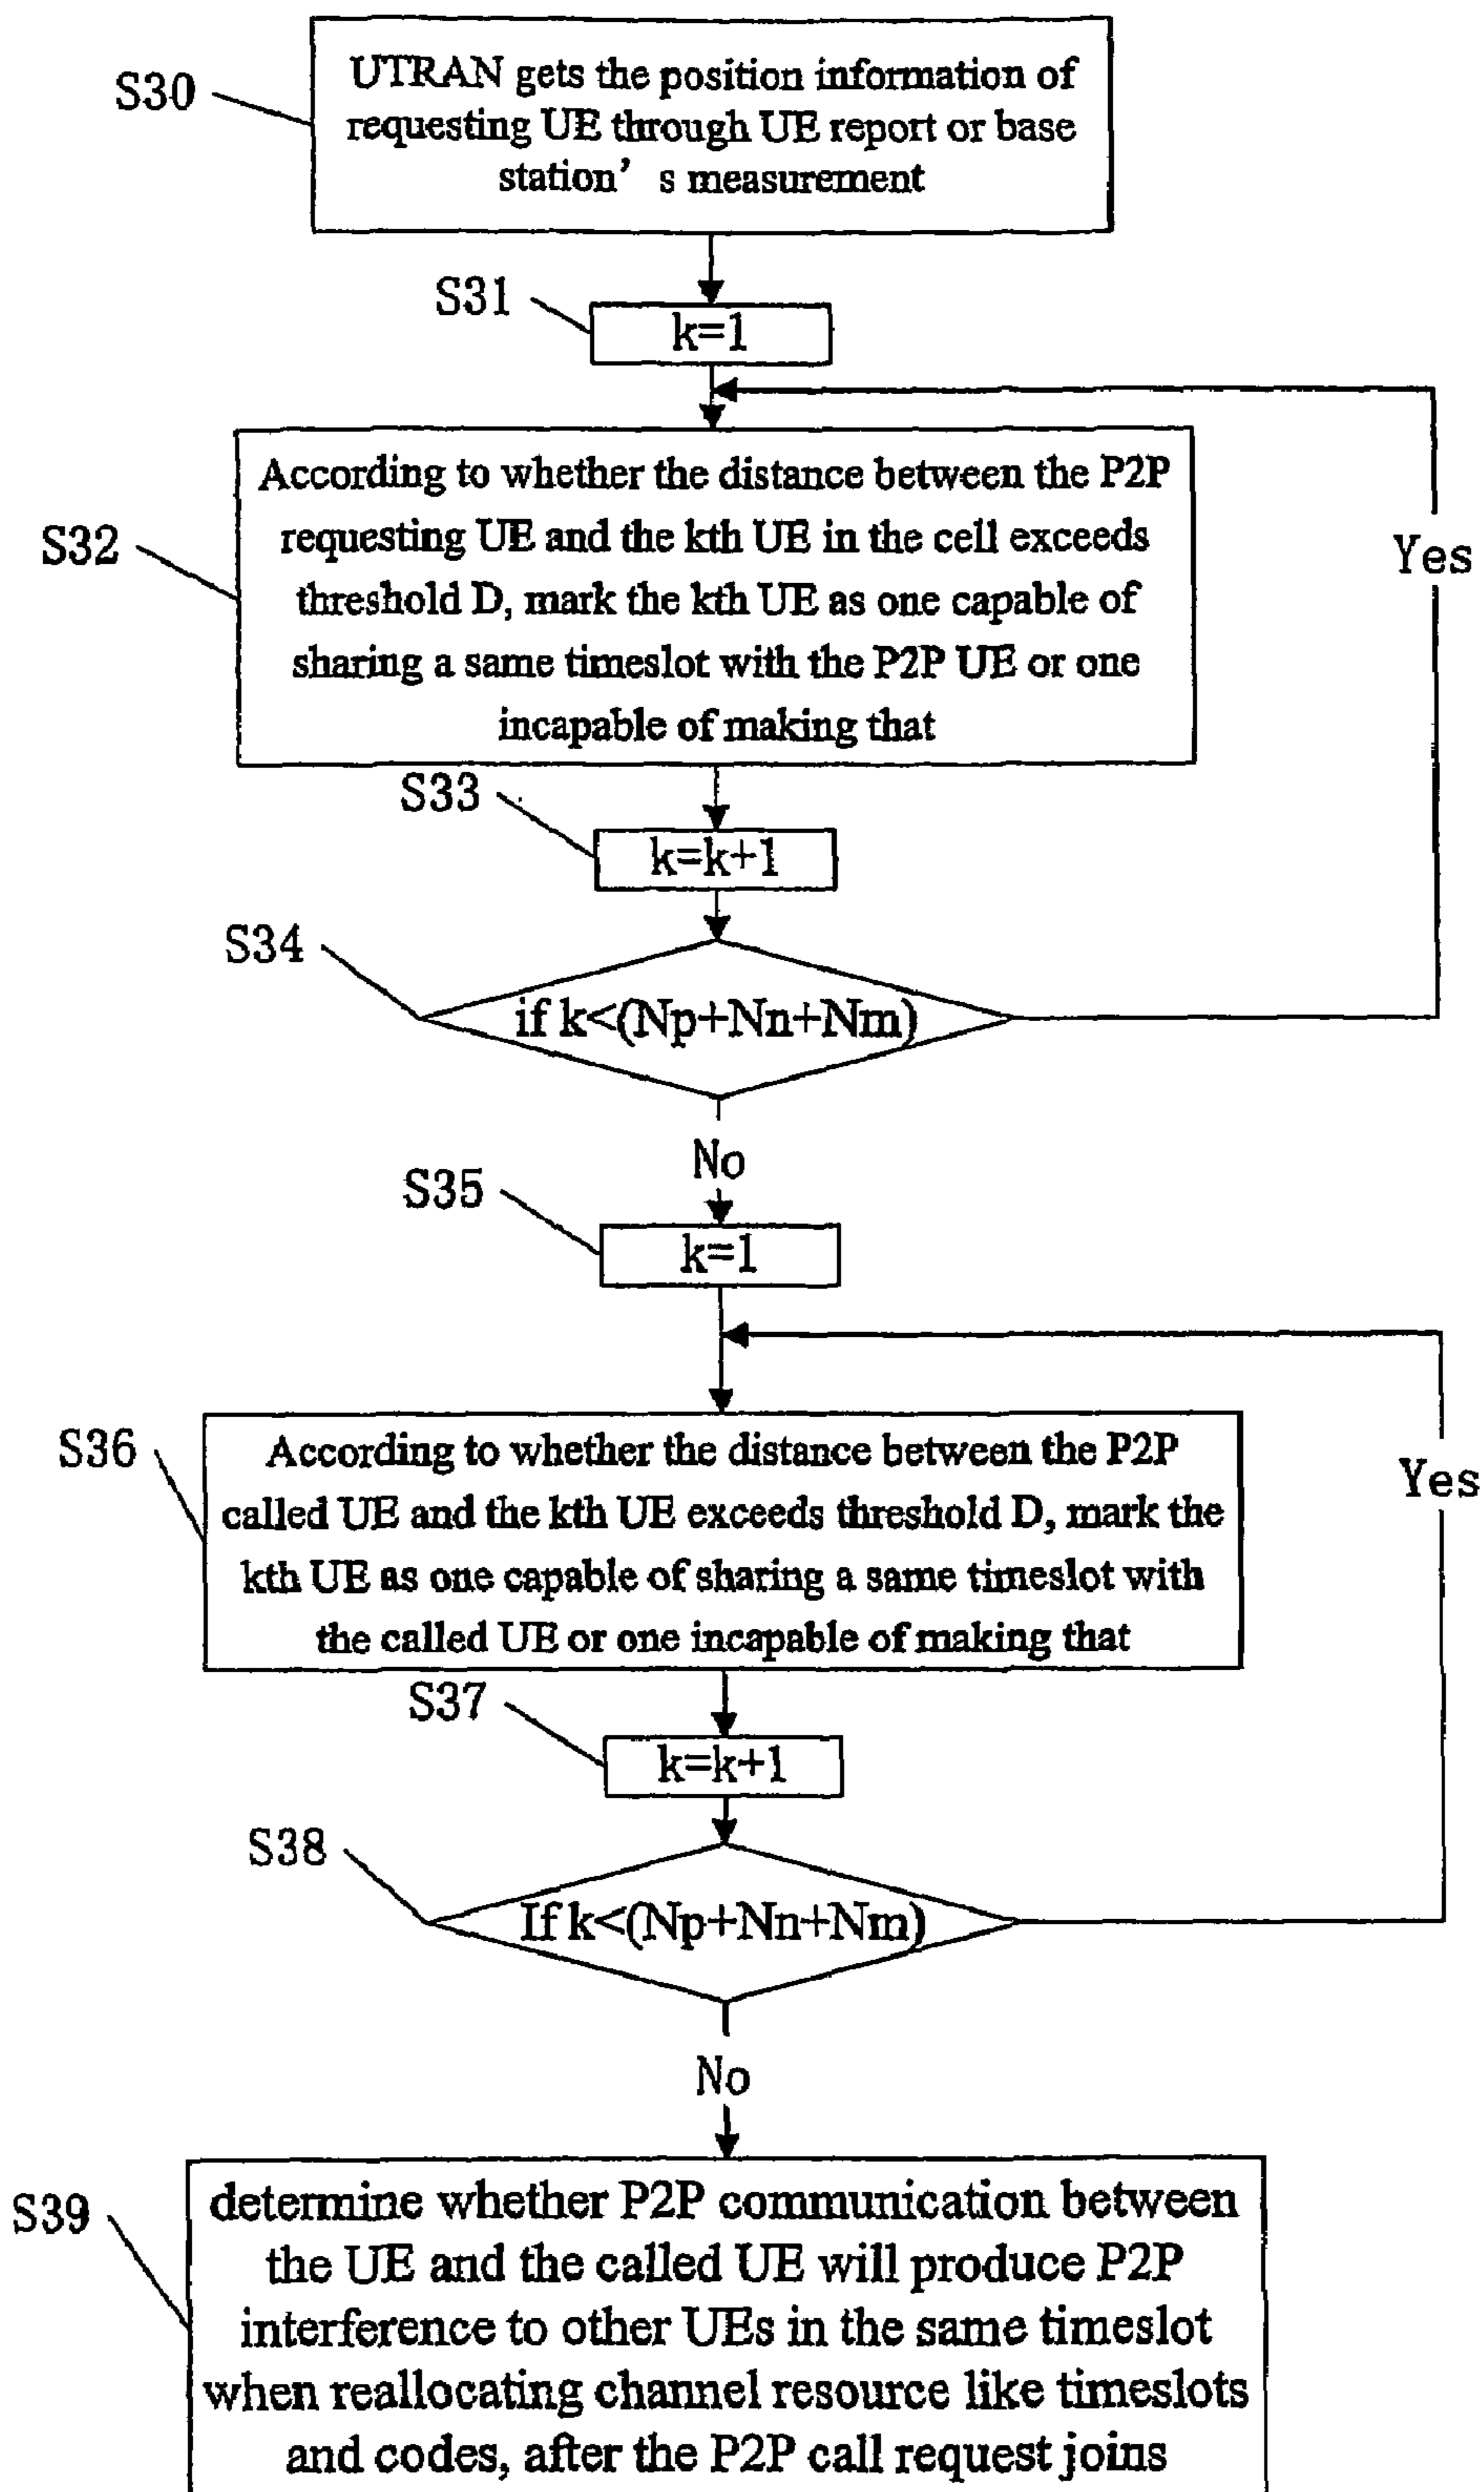 S30
UTRAN gets the position information of
requesting UE through UE report or base
station’ s measurement
S31
k=1
S32
According to whether the distance between the P2P
requesting UE and the kth UE in the cell exceeds
threshold D, mark the kth UE as one capable of
sharing a same timeslot with the P2P UE or one
incapable of making that
Yes
S33
k=k+1
S34
if k<(Np+Nn+Nm)
No
S35
k=1
S36
According to whether the distance between the P2P
called UE and the kth UE exceeds threshold D, mark the
kth UE as one capable of sharing a same timeslot with
the called UE or one incapable of making that
Yes
S37
k=k+1
S38
If k<(Np+Nn+Nm)
No
S39
determine whether P2P communication between
the UE and the called UE will produce P2P
interference to other UEs in the same timeslot
when reallocating channel resource like timeslots
and codes, after the P2P call request joins